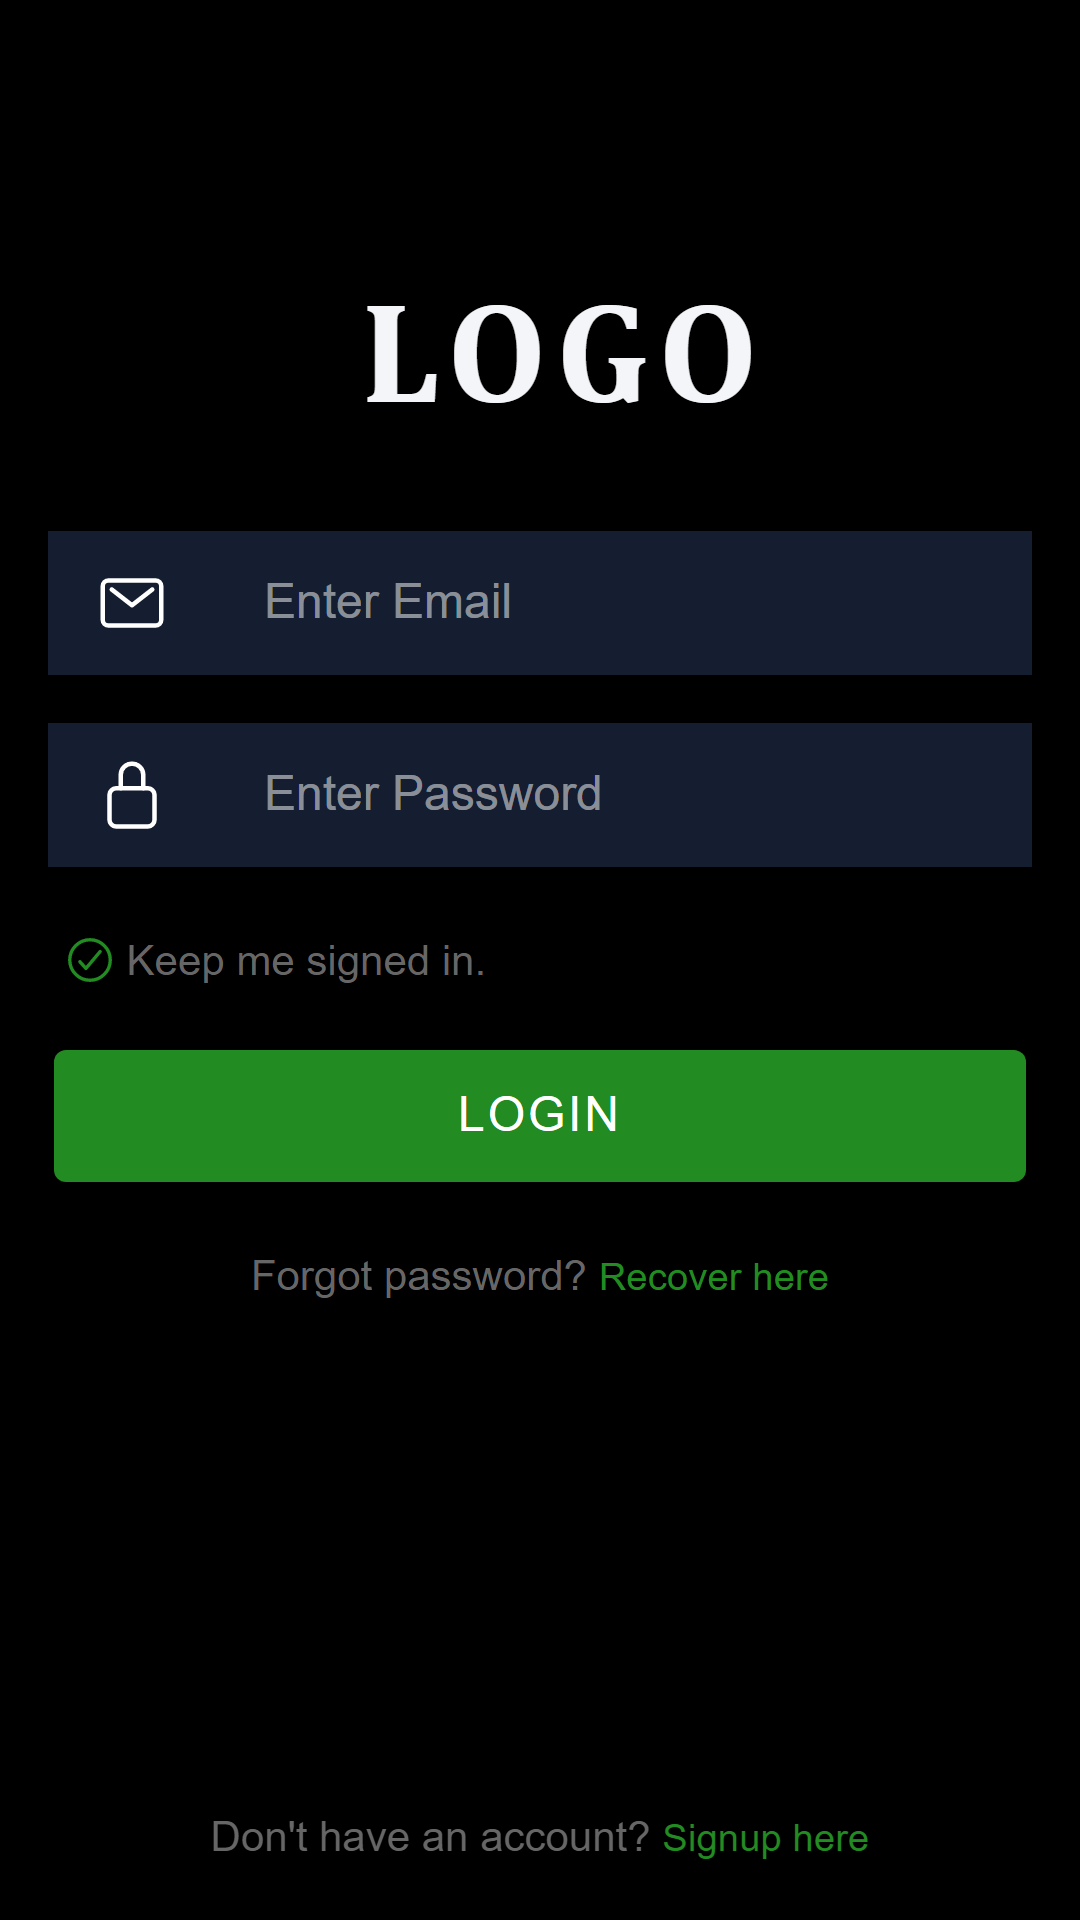 LOGO
Enter Email
Enter Password
Keep me signed in.
LOGIN
Forgot password? Recover here
Don't have an account? Signup here